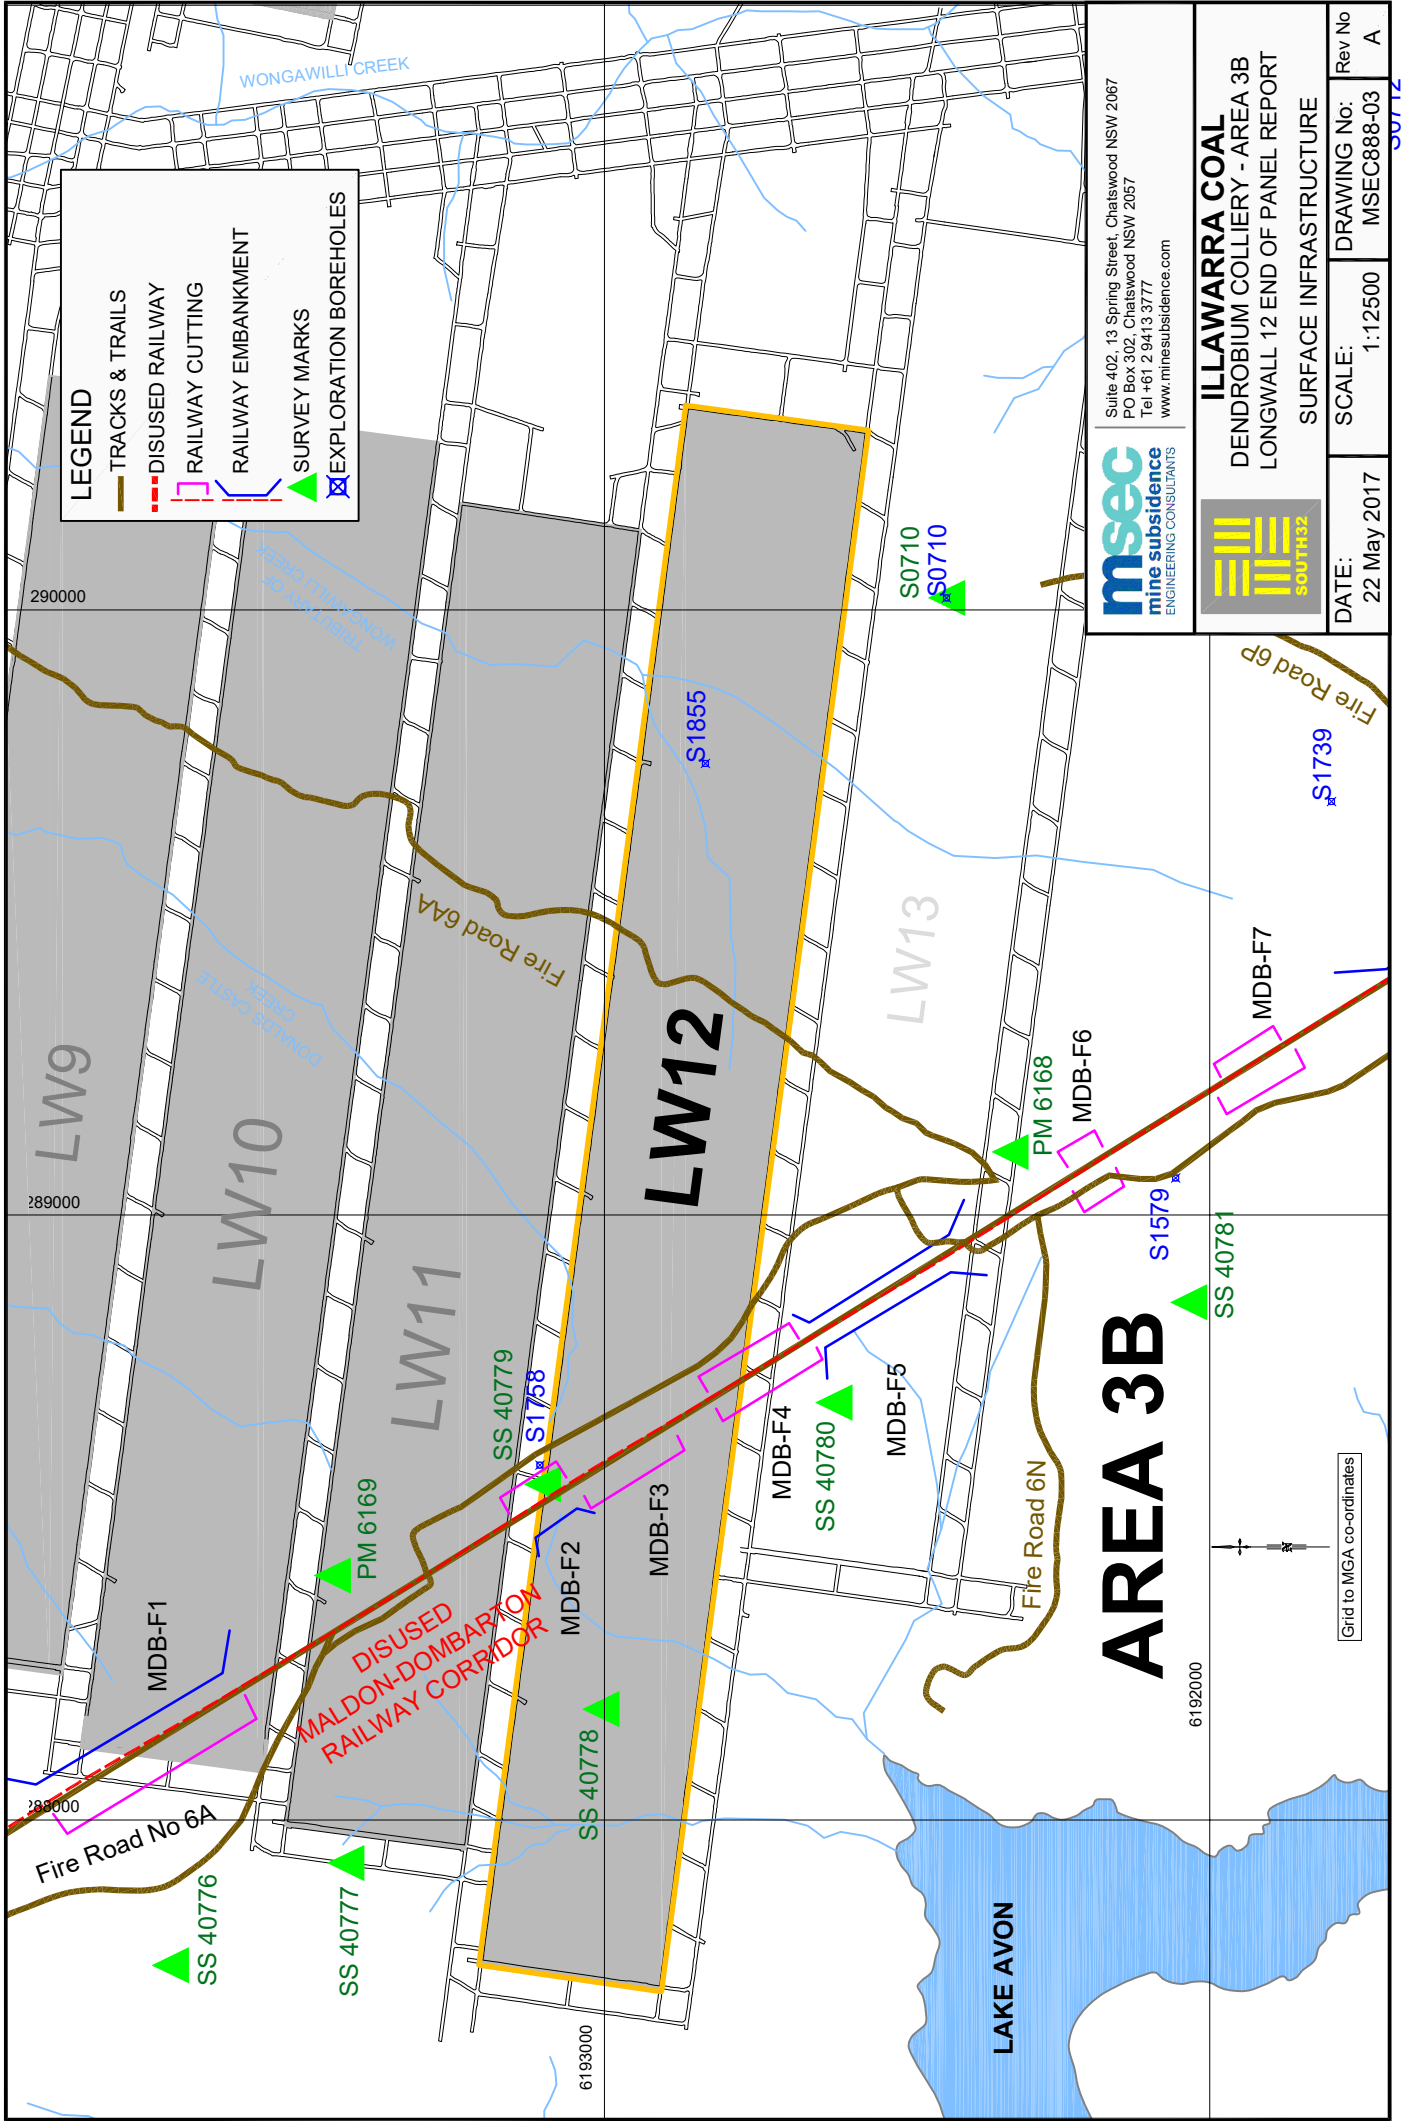 WONGAWILLI CREEK
LEGEND
TRACKS & TRAILS
DISUSED RAILWAY
RAILWAY CUTTING
RAILWAY EMBANKMENT
SURVEY MARKS
EXPLORATION BOREHOLES
290000
289000
288000
6193000
6192000
LW9
LW10
LW11
LW12
LW13
TRIBUTARY OF
WONGAWILLI CREEK
DONALDS CASTLE
CREEK
Fire Road 6AA
Fire Road No 6A
Fire Road 6N
Fire Road 6P
DISUSED
MALDON-DOMBARTON
RAILWAY CORRIDOR
MDB-F1
MDB-F2
MDB-F3
MDB-F4
MDB-F5
MDB-F6
MDB-F7
PM 6169
PM 6168
SS 40776
SS 40777
SS 40778
SS 40779
SS 40780
SS 40781
S0710
S0710
S1855
S1758
S1579
S1739
S0712
AREA 3B
LAKE AVON
N
Grid to MGA co-ordinates
msec
mine subsidence
ENGINEERING CONSULTANTS
Suite 402, 13 Spring Street, Chatswood NSW 2067
PO Box 302, Chatswood NSW 2057
Tel +61 2 9413 3777
www.minesubsidence.com
SOUTH32
ILLAWARRA COAL
DENDROBIUM COLLIERY - AREA 3B
LONGWALL 12 END OF PANEL REPORT
SURFACE INFRASTRUCTURE
DATE:
22 May 2017
SCALE:
1:12500
DRAWING No:
MSEC888-03
Rev No
A